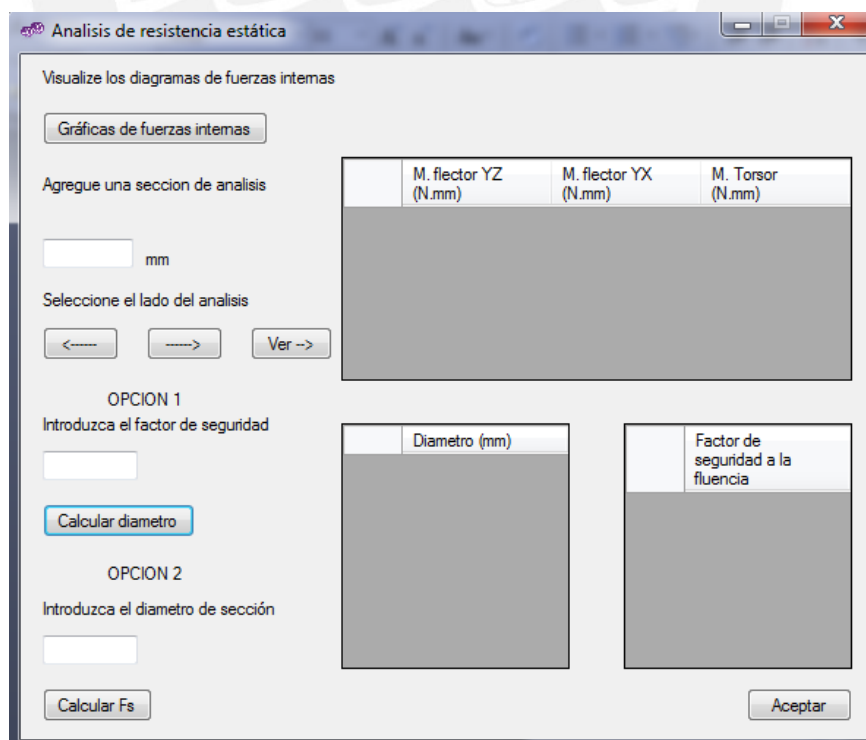 Analisis de resistencia estática
Visualize los diagramas de fuerzas internas
Gráficas de fuerzas internas
Agregue una seccion de analisis
mm
Seleccione el lado del analisis
<------
------>
Ver -->
M. flector YZ
(N.mm)
M. flector YX
(N.mm)
M. Torsor
(N.mm)
OPCION 1
Introduzca el factor de seguridad
Calcular diametro
OPCION 2
Introduzca el diametro de sección
Calcular Fs
Diametro (mm)
Factor de
seguridad a la
fluencia
Aceptar